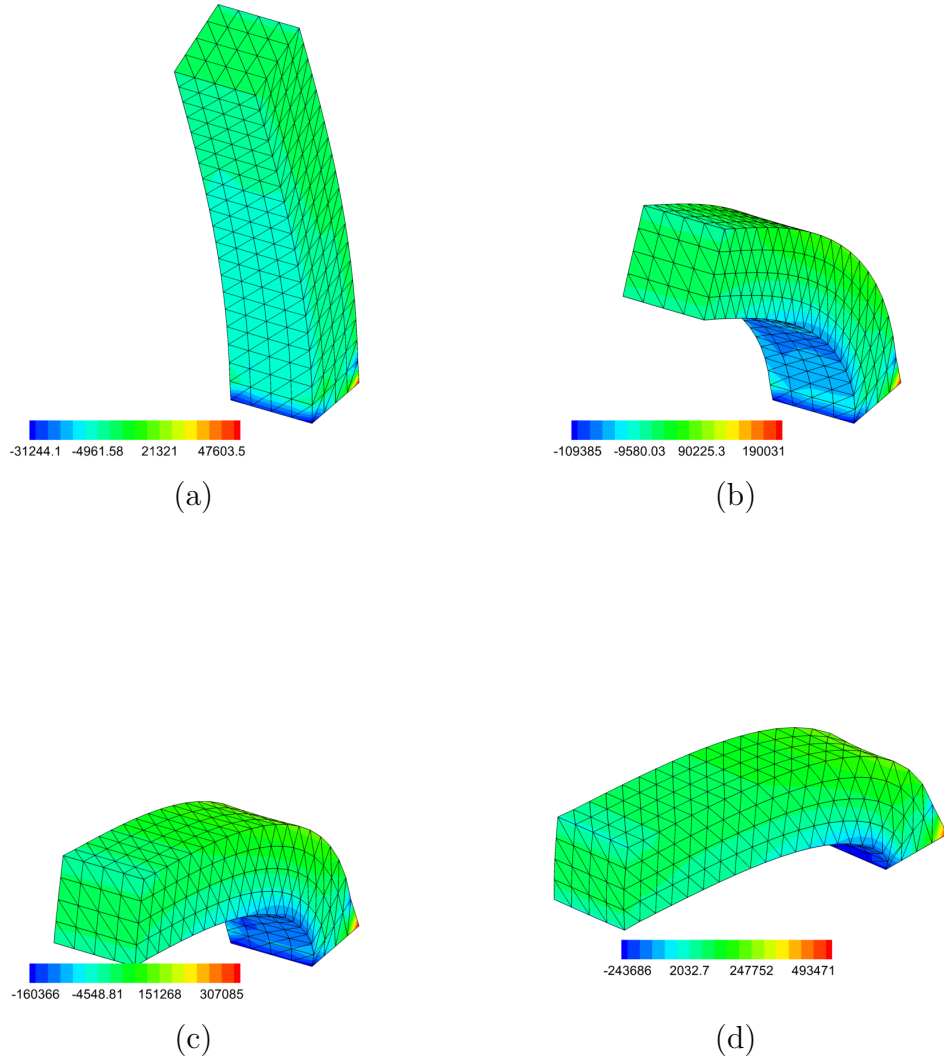 -31244.1 -4961.58 21321 47603.5
(a)
-109385 -9580.03 90225.3 190031
(b)
-160366 -4548.81 151268 307085
(c)
-243686 2032.7 247752 493471
(d)